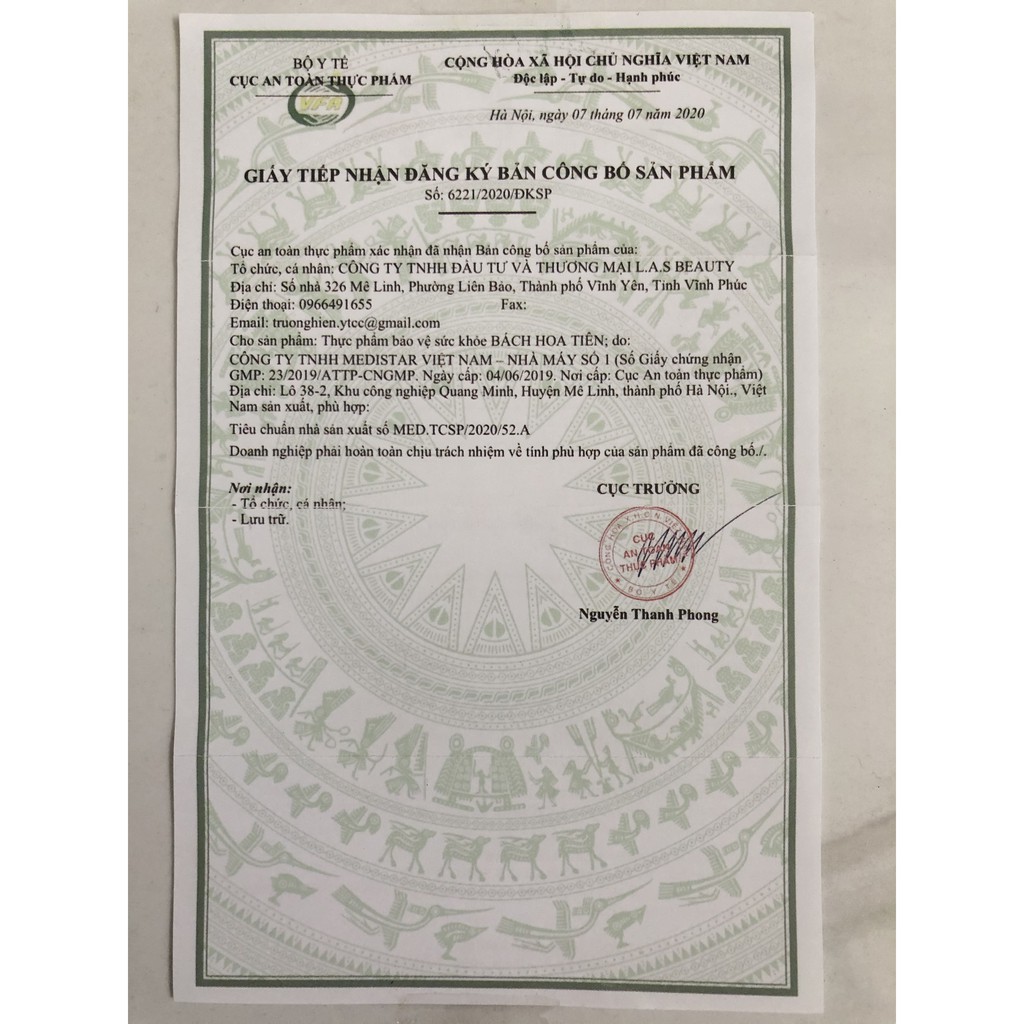 BỘ Y TẾ
CỤC AN TOÀN THỰC PHẨM
VFA
CỘNG HÒA XÃ HỘI CHỦ NGHĨA VIỆT NAM
Độc lập - Tự do - Hạnh phúc
Hà Nội, ngày 07 tháng 07 năm 2020
GIẤY TIẾP NHẬN ĐĂNG KÝ BẢN CÔNG BỐ SẢN PHẨM
Số: 6221/2020/ĐKSP
Cục an toàn thực phẩm xác nhận đã nhận Bản công bố sản phẩm của:
Tổ chức, cá nhân: CÔNG TY TNHH ĐẦU TƯ VÀ THƯƠNG MẠI L.A.S BEAUTY
Địa chỉ: Số nhà 326 Mê Linh, Phường Liên Bảo, Thành phố Vĩnh Yên, Tỉnh Vĩnh Phúc
Điện thoại: 0966491655 Fax:
Email: truonghien.ytcc@gmail.com
Cho sản phẩm: Thực phẩm bảo vệ sức khỏe BÁCH HOA TIÊN; do:
CÔNG TY TNHH MEDISTAR VIỆT NAM – NHÀ MÁY SỐ 1 (Số Giấy chứng nhận
GMP: 23/2019/ATTP-CNGMP. Ngày cấp: 04/06/2019. Nơi cấp: Cục An toàn thực phẩm)
Địa chỉ: Lô 38-2, Khu công nghiệp Quang Minh, Huyện Mê Linh, thành phố Hà Nội., Việt
Nam sản xuất, phù hợp:
Tiêu chuẩn nhà sản xuất số MED.TCSP/2020/52.A
Doanh nghiệp phải hoàn toàn chịu trách nhiệm về tính phù hợp của sản phẩm đã công bố./.
Nơi nhận:
- Tổ chức, cá nhân;
- Lưu trữ.
CỤC TRƯỞNG
CỤC
AN TOÀN
THỰC PHẨM
BỘ Y TẾ
Nguyễn Thanh Phong